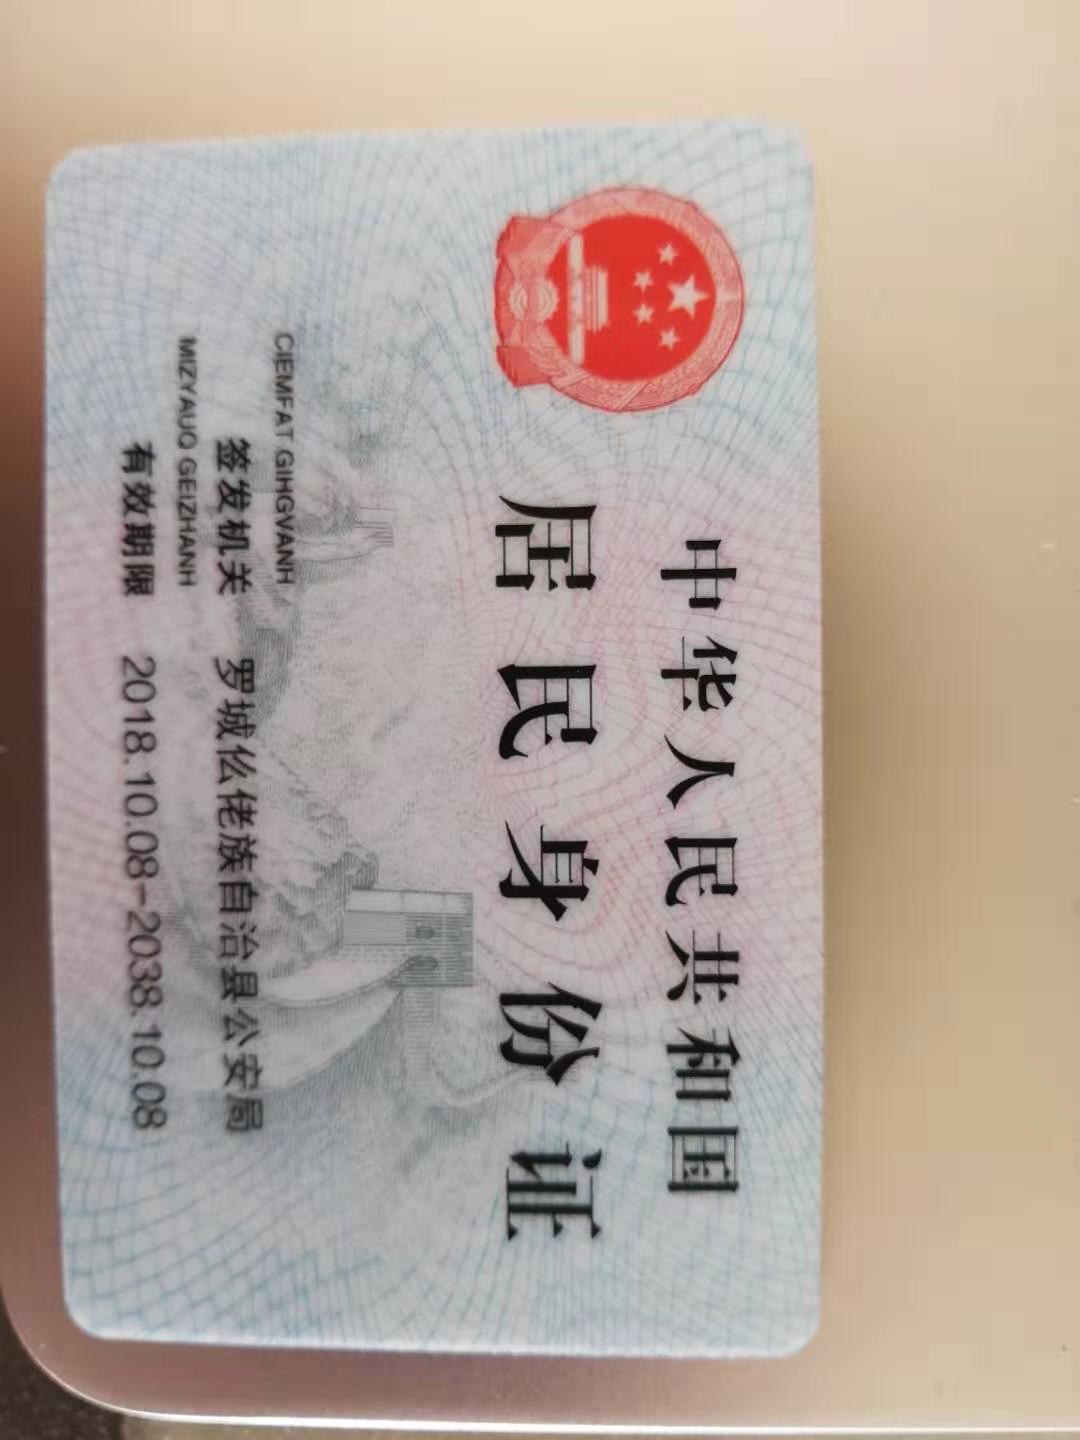 中华人民共和国
居民身份证
CIEMFAT GIHGVANH
签发机关 罗城仫佬族自治县公安局
MIZYAUQ GEIZHANH
有效期限 2018.10.08-2038.10.08